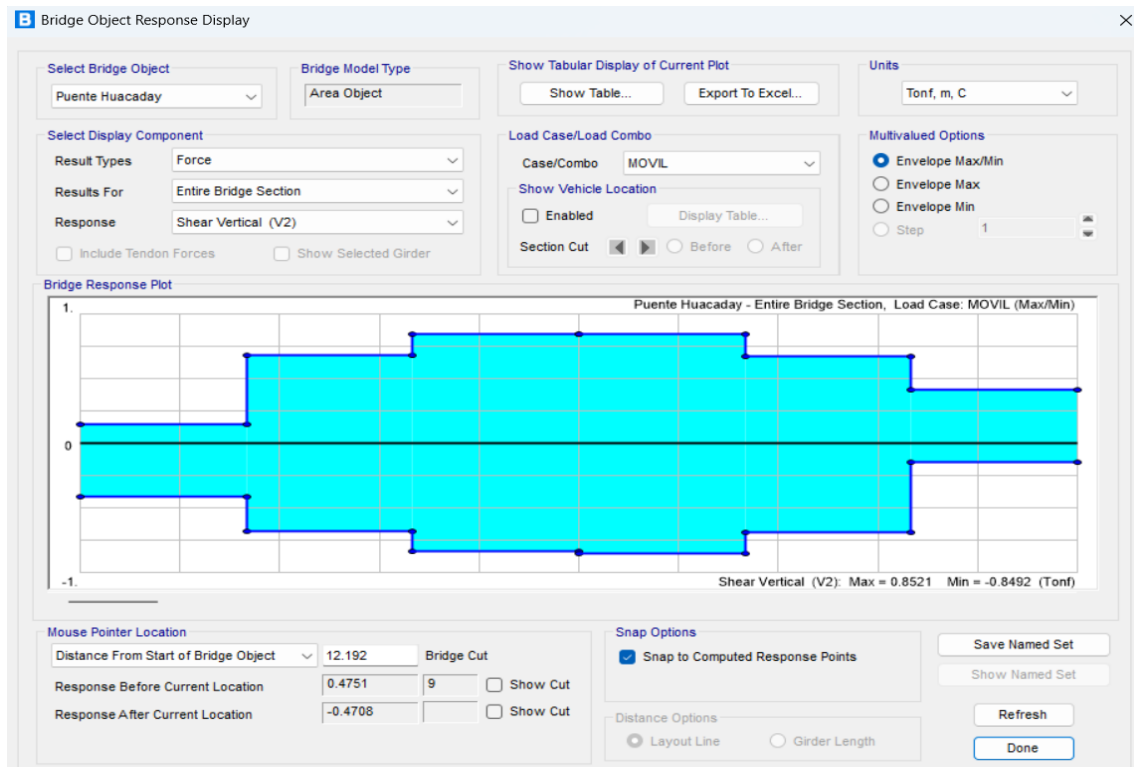 B Bridge Object Response Display
Select Bridge Object
Puente Huacaday
Bridge Model Type
Area Object
Show Tabular Display of Current Plot
Show Table...
Export To Excel...
Units
Tonf, m, C
Select Display Component
Result Types Force
Results For Entire Bridge Section
Response Shear Vertical (V2)
Include Tendon Forces
Show Selected Girder
Load Case/Load Combo
Case/Combo MOVIL
Show Vehicle Location
Enabled
Display Table...
Section Cut
Before
After
Multivalued Options
Envelope Max/Min
Envelope Max
Envelope Min
Step 1
Bridge Response Plot
Puente Huacaday - Entire Bridge Section, Load Case: MOVIL (Max/Min)
1.
0
-1.
Shear Vertical (V2): Max = 0.8521 Min = -0.8492 (Tonf)
Mouse Pointer Location
Distance From Start of Bridge Object 12.192 Bridge Cut
Response Before Current Location 0.4751 9 Show Cut
Response After Current Location -0.4708 Show Cut
Snap Options
Snap to Computed Response Points
Distance Options
Layout Line
Girder Length
Save Named Set
Show Named Set
Refresh
Done